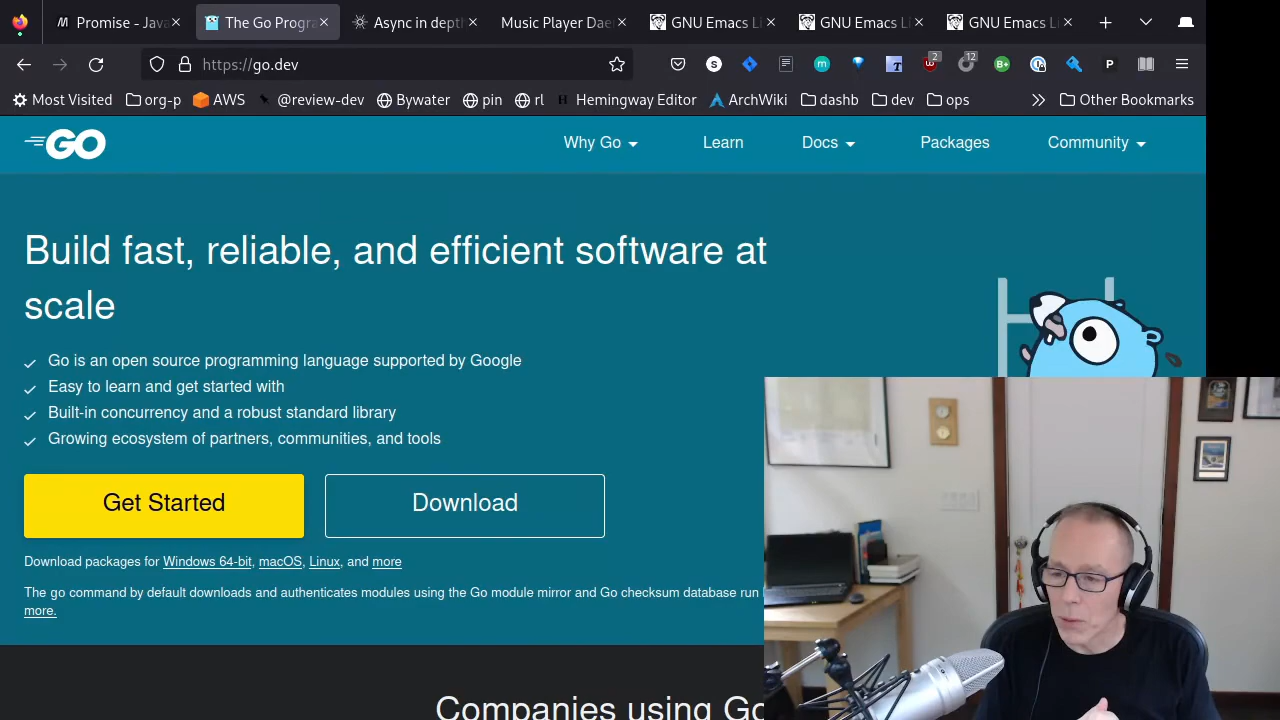 Promise - Java
The Go Progra
Async in depth
Music Player Dae
GNU Emacs Li
GNU Emacs Li
GNU Emacs Li
https://go.dev
2
12
S
m
T
B+
P
Most Visited
org-p
AWS
@review-dev
Bywater
pin
rl
H Hemingway Editor
ArchWiki
dashb
dev
ops
Other Bookmarks
GO
Why Go
Learn
Docs
Packages
Community
Build fast, reliable, and efficient software at
scale
Go is an open source programming language supported by Google
Easy to learn and get started with
Built-in concurrency and a robust standard library
Growing ecosystem of partners, communities, and tools
Get Started
Download
Download packages for Windows 64-bit, macOS, Linux, and more
The go command by default downloads and authenticates modules using the Go module mirror and Go checksum database run
more.
Companies using Go